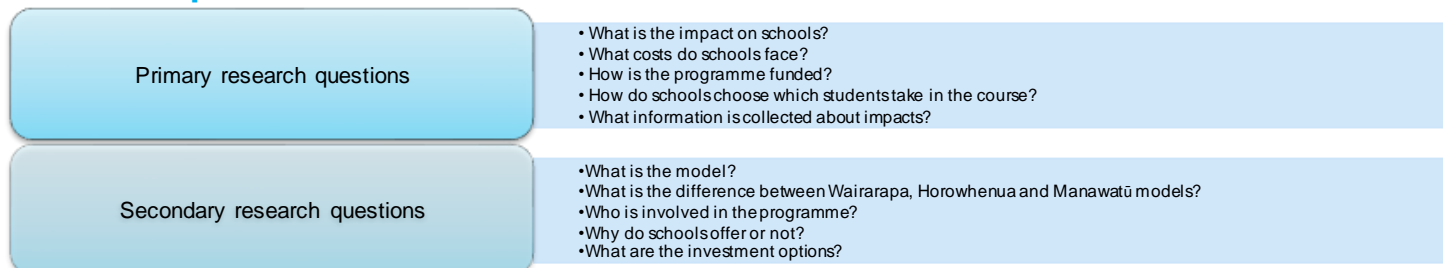 Primary research questions
• What is the impact on schools?
• What costs do schools face?
• How is the programme funded?
• How do schools choose which students take in the course?
• What information is collected about impacts?
Secondary research questions
•What is the model?
•What is the difference between Wairarapa, Horowhenua and Manawatū models?
•Who is involved in the programme?
•Why do schools offer or not?
•What are the investment options?